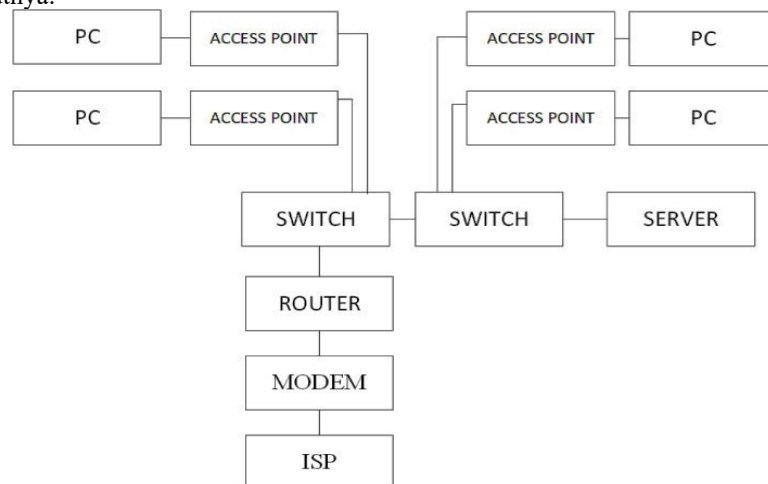 PC
ACCESS POINT
ACCESS POINT
PC
PC
ACCESS POINT
ACCESS POINT
PC
SWITCH
SWITCH
SERVER
ROUTER
MODEM
ISP